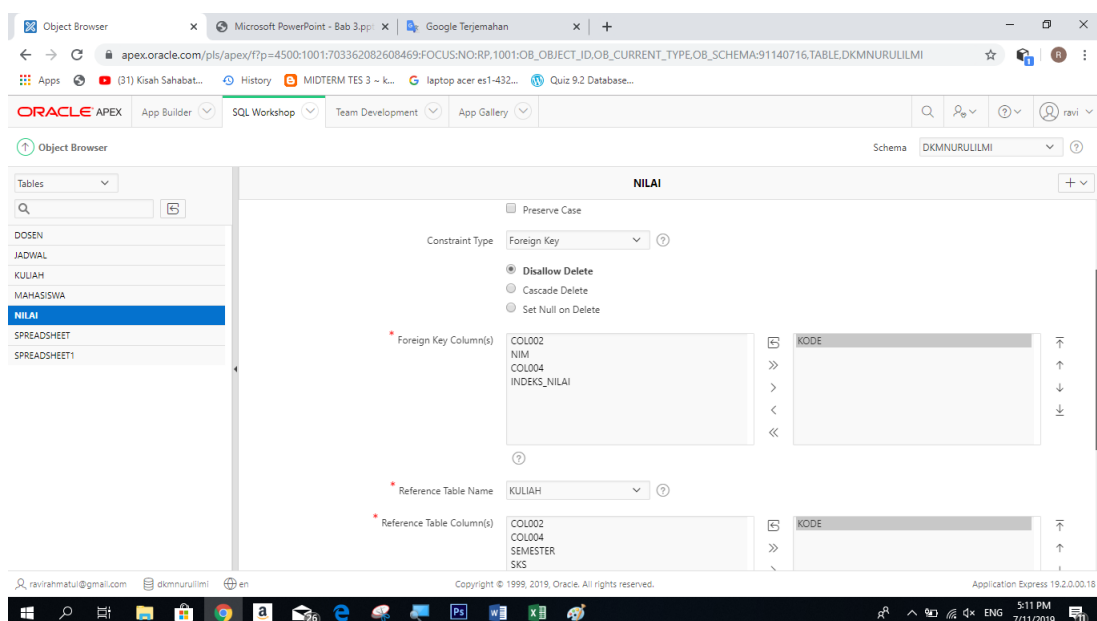 Object Browser
Microsoft PowerPoint - Bab 3.pp
Google Terjemahan
apex.oracle.com/pls/apex/f?p=4500:1001:703362082608469:FOCUS:NO:RP,1001:OB_OBJECT_ID,OB_CURRENT_TYPE,OB_SCHEMA:91140716,TABLE,DKMNURULILMI
R
Apps
(31) Kisah Sahabat...
History
MIDTERM TES 3 ~ k...
laptop acer es1-432...
Quiz 9.2 Database...
ORACLE APEX App Builder SQL Workshop Team Development App Gallery ravi
Object Browser
Schema DKMNURULILMI
Tables
NILAI
Preserve Case
DOSEN
JADWAL
KULIAH
MAHASISWA
NILAI
SPREADSHEET
SPREADSHEET1
Constraint Type Foreign Key
Disallow Delete
Cascade Delete
Set Null on Delete
* Foreign Key Column(s)
COL002
NIM
COL004
INDEKS_NILAI
KODE
* Reference Table Name KULIAH
* Reference Table Column(s)
COL002
COL004
SEMESTER
SKS
KODE
ravirahmatul@gmail.com dkmnurulilmi en
Copyright © 1999, 2019, Oracle. All rights reserved.
Application Express 19.2.0.00.18
a
26
Ps
ENG
5:11 PM
7/11/2019